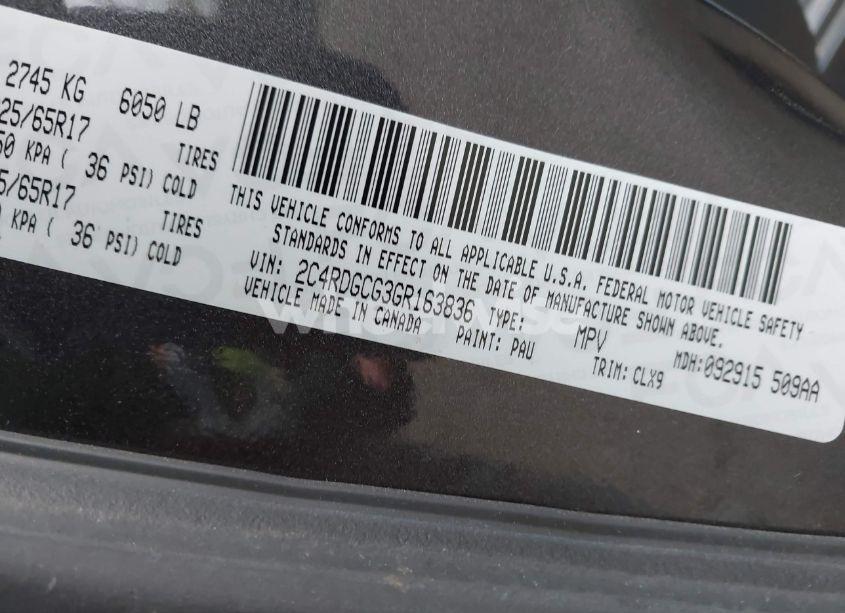 2745 KG 6050 LB
25/65R17 TIRES
50 KPA ( 36 PSI) COLD
5/65R17 TIRES
KPA ( 36 PSI) COLD
THIS VEHICLE CONFORMS TO ALL APPLICABLE U.S.A. FEDERAL MOTOR VEHICLE SAFETY
STANDARDS IN EFFECT ON THE DATE OF MANUFACTURE SHOWN ABOVE.
VIN: 2C4RDGCG3GR163836 TYPE: MPV MDH:092915 509AA
VEHICLE MADE IN CANADA PAINT: PAU TRIM: CLX9